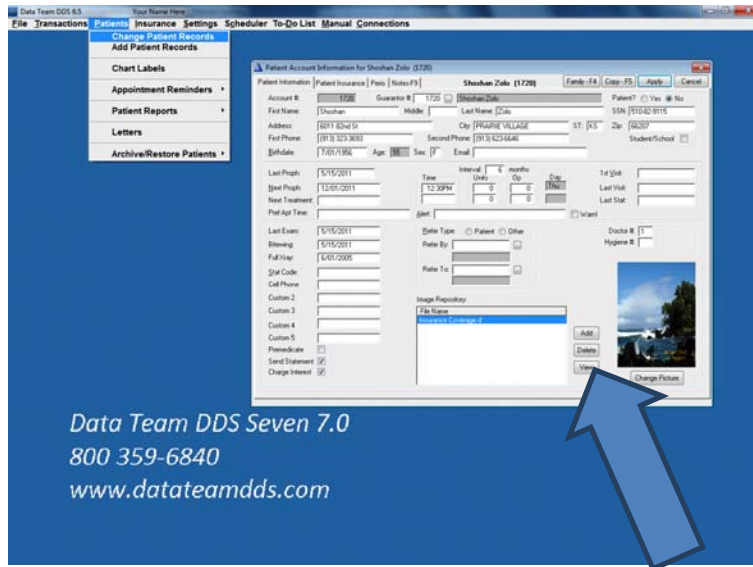 Data Team DDS 6.5 Your Name Here
File Transactions Patients Insurance Settings Scheduler To-Do List Manual Connections
Change Patient Records
Add Patient Records
Chart Labels
Appointment Reminders
Patient Reports
Letters
Archive/Restore Patients
Patient Account Information for Shoshan Zolo (1720)
Patient Information Patient Insurance Perio Notes-F9 Shoshan Zolo (1720) Family - F4 Copy - F5 Apply Cancel
Account #: 1720 Guarantor #: 1720 Shoshan Zolo Patient? Yes No
First Name: Shoshan Middle: Last Name: Zolo SSN: 510-82-9115
Address: 6011 82nd St City: PRAIRIE VILLAGE ST: KS Zip: 66207
First Phone: (913) 323-3693 Second Phone: (913) 623-6646 Student/School
Birthdate: 7/01/1956 Age: 55 Sex: F Email:
Interval: 6 months
Last Proph: 5/15/2011 Time Units Op Day 1st Visit:
Next Proph: 12/01/2011 12:30PM 0 0 Thu Last Visit:
Next Treatment: 0 0 Last Stat:
Pref Apt Time: Alert: Warn!
Last Exam: 5/15/2011 Refer Type: Patient Other Doctor #: 1
Bitewing: 5/15/2011 Refer By: Hygiene #:
Full Xray: 6/01/2005
Stat Code: Refer To:
Cell Phone
Custom 2 Image Repository
Custom 3 File Name
Insurance Coverage.d
Custom 4 Add
Custom 5
Premedicate Delete
Send Statement
Charge Interest View
Change Picture
Data Team DDS Seven 7.0
800 359-6840
www.datateamdds.com